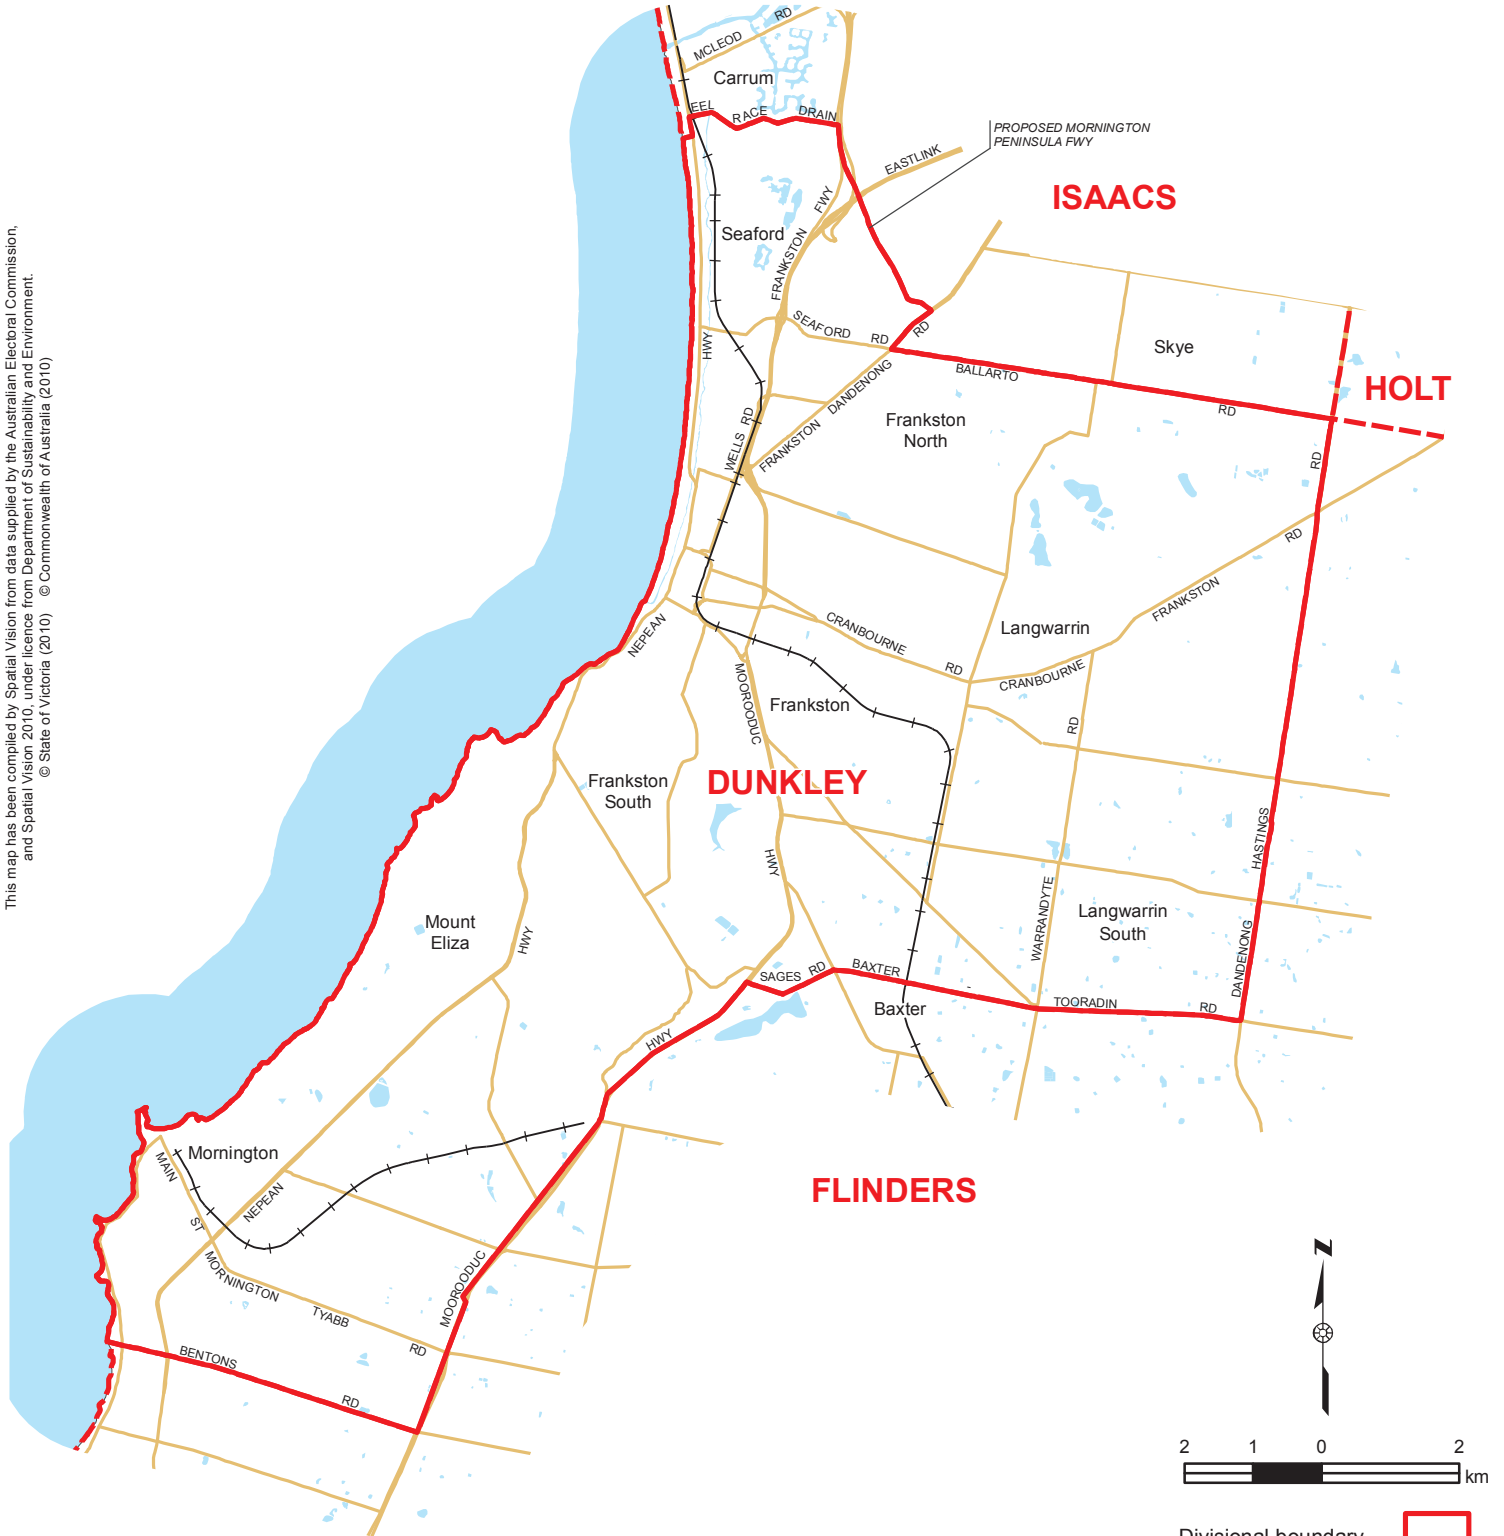 This map has been compiled by Spatial Vision from data supplied by the Australian Electoral Commission,
and Spatial Vision 2010, under licence from Department of Sustainability and Environment.
© State of Victoria (2010) © Commonwealth of Australia (2010)
RD
MCLEOD
Carrum
EEL
RACE
DRAIN
PROPOSED MORNINGTON
PENINSULA FWY
EASTLINK
ISAACS
FWY
Seaford
FRANKSTON
SEAFORD
RD
RD
HWY
Skye
BALLARTO
HOLT
DANDENONG
RD
Frankston
North
WELLS RD
FRANKSTON
RD
RD
FRANKSTON
CRANBOURNE
Langwarrin
NEPEAN
RD
CRANBOURNE
MOOROODUC
Frankston
RD
DUNKLEY
Frankston
South
HASTINGS
HWY
WARRANDYTE
Langwarrin
South
Mount
Eliza
HWY
DANDENONG
SAGES
RD
BAXTER
Baxter
TOORADIN
RD
HWY
Mornington
MAIN
ST
NEPEAN
FLINDERS
MORNINGTON
TYABB
RD
MOOROODUC
BENTONS
RD
N
2 1 0 2
km
Divisional boundary